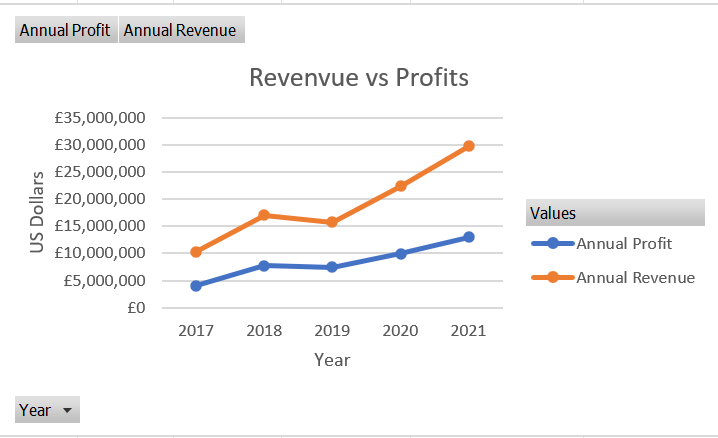 Annual Profit Annual Revenue
Revenvue vs Profits
£35,000,000
£30,000,000
£25,000,000
£20,000,000
£15,000,000
£10,000,000
£5,000,000
£0
US Dollars
2017 2018 2019 2020 2021
Year
Values
Annual Profit
Annual Revenue
Year